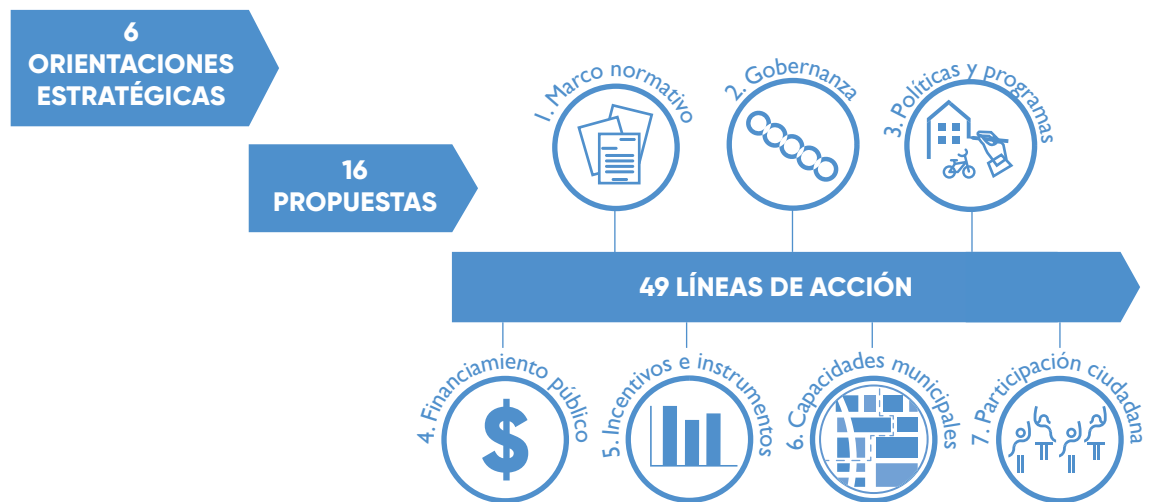 6
ORIENTACIONES
ESTRATÉGICAS
16
PROPUESTAS
1. Marco normativo
2. Gobernanza
3. Políticas y programas
49 LÍNEAS DE ACCIÓN
4. Financiamiento público
5. Incentivos e instrumentos
6. Capacidades municipales
7. Participación ciudadana